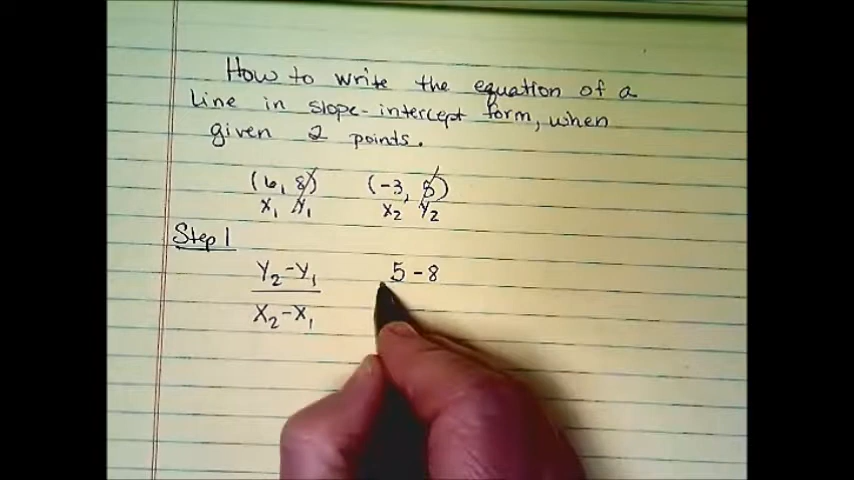 How to write the equation of a
Line in slope-intercept form, when
given 2 points.
(6, 8) (-3, 8)
X₁ Y₁ X₂ Y₂
Step 1
Y₂-Y₁ 5-8
X₂-X₁